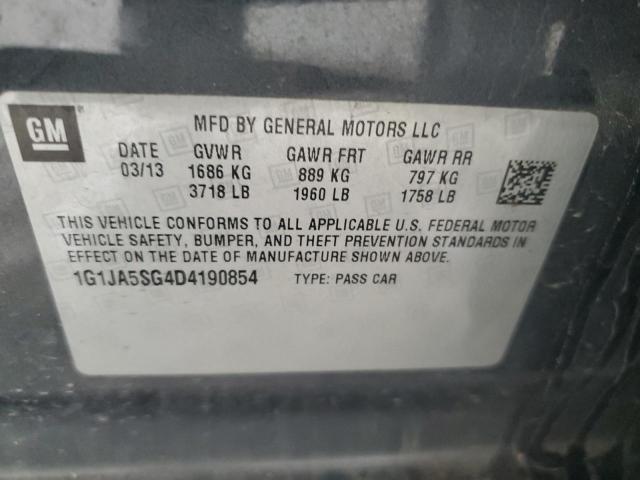 GM
MFD BY GENERAL MOTORS LLC
DATE GVWR GAWR FRT GAWR RR
03/13 1686 KG 889 KG 797 KG
3718 LB 1960 LB 1758 LB
THIS VEHICLE CONFORMS TO ALL APPLICABLE U.S. FEDERAL MOTOR
VEHICLE SAFETY, BUMPER, AND THEFT PREVENTION STANDARDS IN
EFFECT ON THE DATE OF MANUFACTURE SHOWN ABOVE.
1G1JA5SG4D4190854 TYPE: PASS CAR